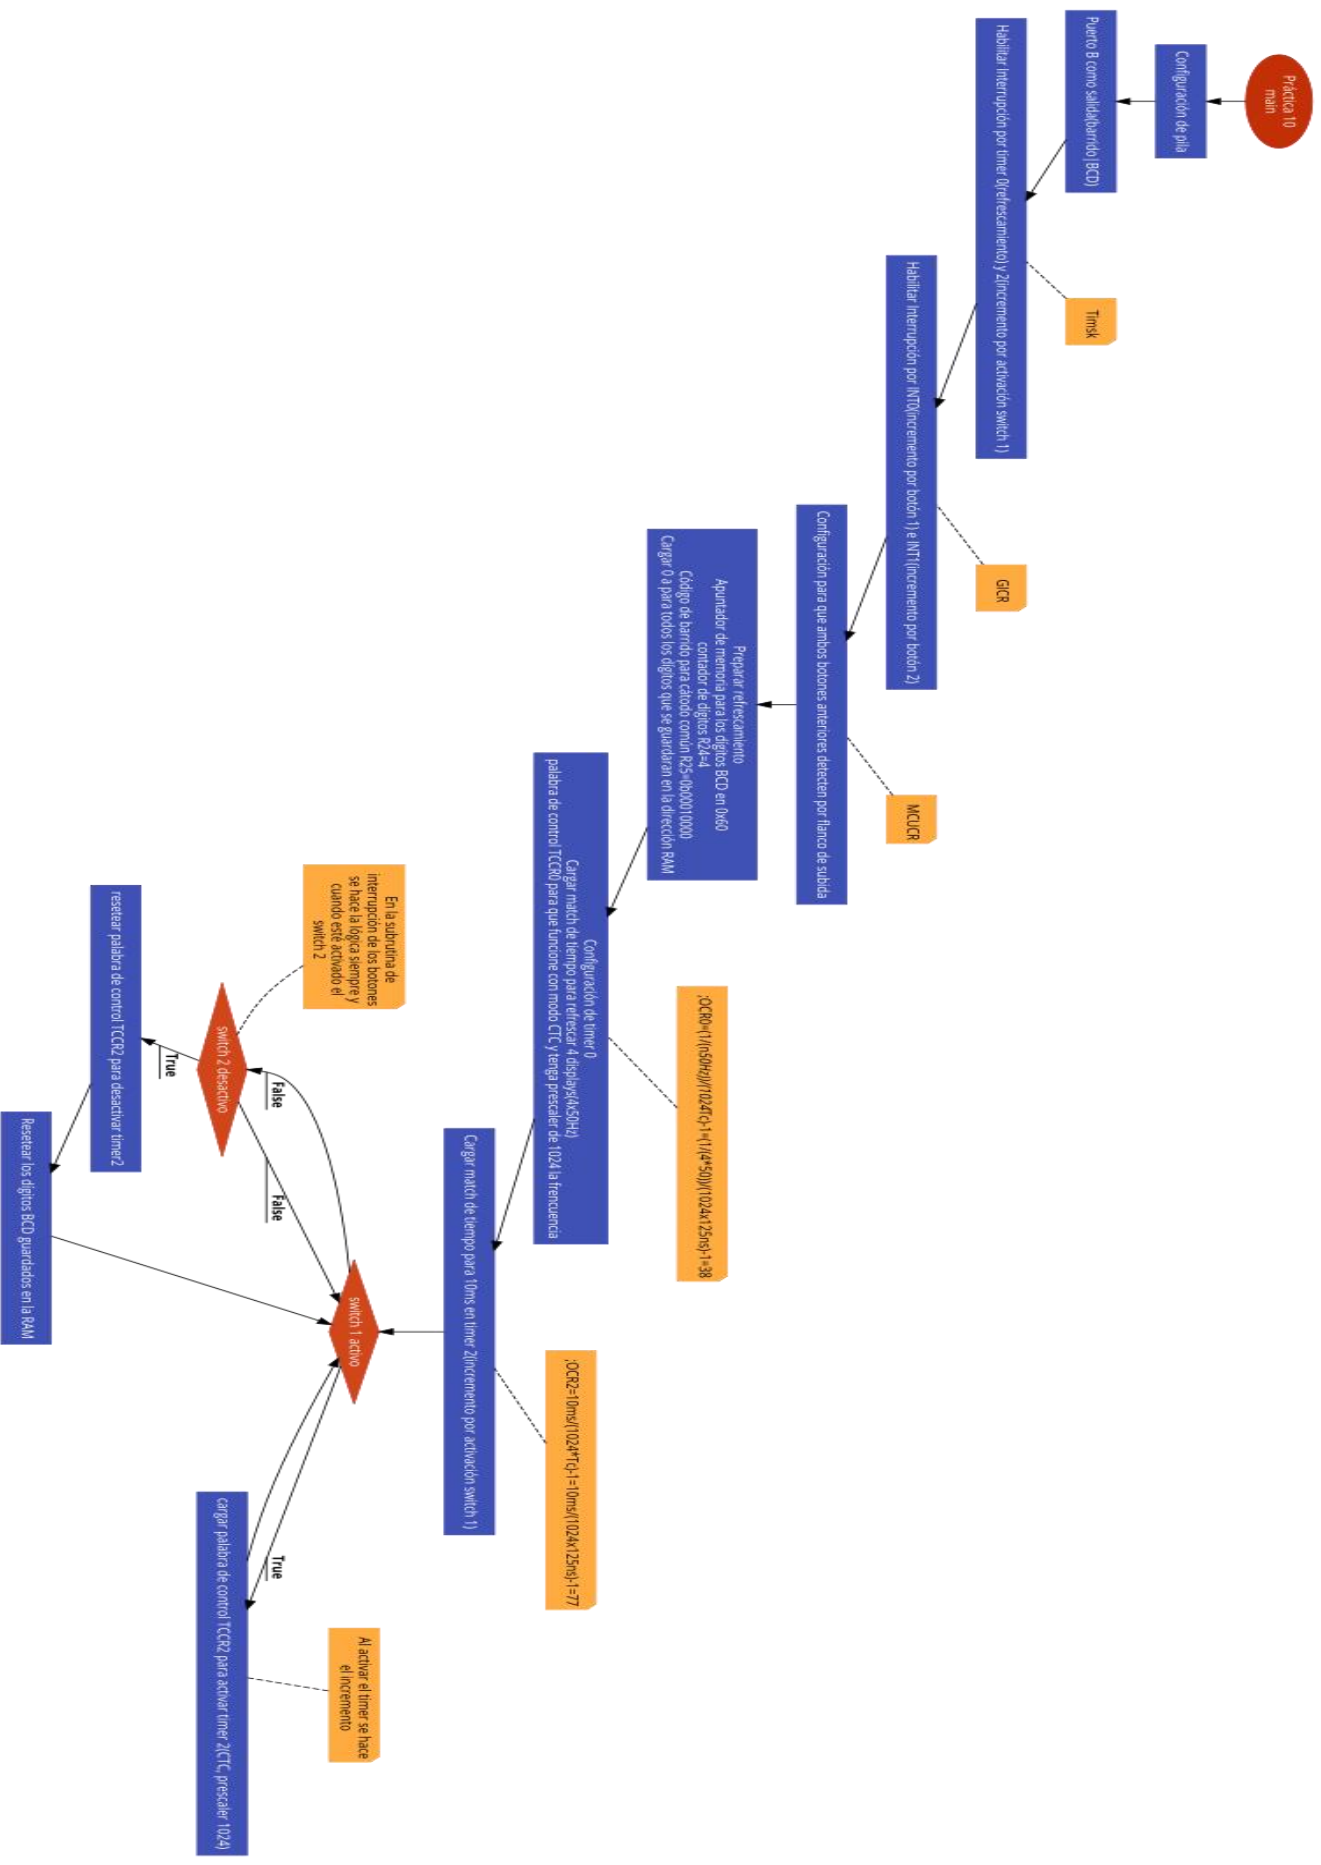 Práctica 10
main
Configuración de pila
Puerto B como salida(barrido|BCD)
Habilitar Interrupción por timer 0(refrescamiento) y 2(incremento por activación switch 1)
Timsk
Habilitar Interrupción por INT0(incremento por botón 1) e INT1(incremento por botón 2)
GICR
Configuración para que ambos botones anteriores detecten por flanco de subida
MCUCR
Preparar refrescamiento
Apuntador de memoria para los dígitos BCD en 0x60
contador de dígitos R24=4
Código de barrido para cátodo común R25=0b00010000
Cargar 0 a para todos los dígitos que se guardaran en la dirección RAM
Configuración de timer 0
Cargar match de tiempo para refrescar 4 displays(4x50Hz)
palabra de control TCCR0 para que funcione con modo CTC y tenga prescaler de 1024 la frencuencia
;OCR0=(1/(n50Hz))/(1024Tc)-1=(1/(4*50))/(1024x125ns)-1=38
Cargar match de tiempo para 10ms en timer 2(incremento por activación switch 1)
;OCR2=10ms/(1024*Tc)-1=10ms/(1024x125ns)-1=77
switch 1 activo
True
cargar palabra de control TCCR2 para activar timer 2(CTC, prescaler 1024)
Al activar el timer se hace
el incremento
False
False
switch 2 desactivo
En la subrutina de
interrupción de los botones
se hace la lógica siempre y
cuando esté activado el
switch 2
True
resetear palabra de control TCCR2 para desactivar timer2
Resetear los dígitos BCD guardados en la RAM